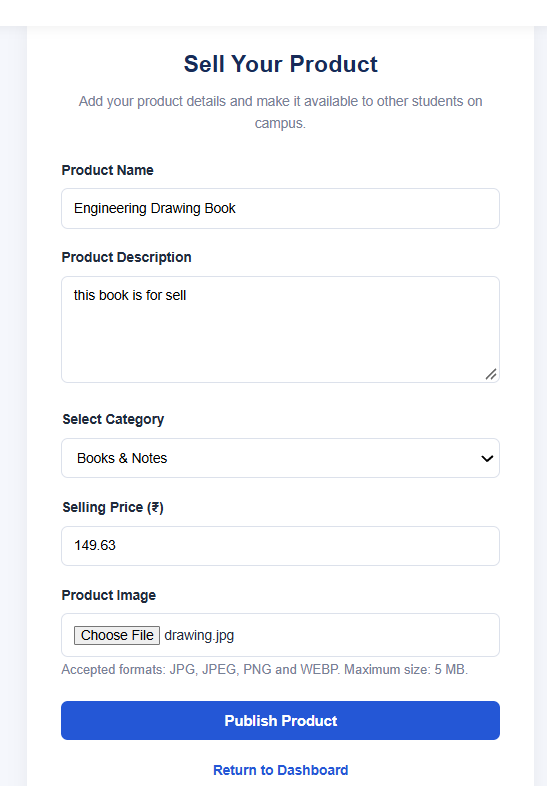 Sell Your Product
Add your product details and make it available to other students on
campus.
Product Name
Engineering Drawing Book
Product Description
this book is for sell
Select Category
Books & Notes
Selling Price (₹)
149.63
Product Image
Choose File drawing.jpg
Accepted formats: JPG, JPEG, PNG and WEBP. Maximum size: 5 MB.
Publish Product
Return to Dashboard